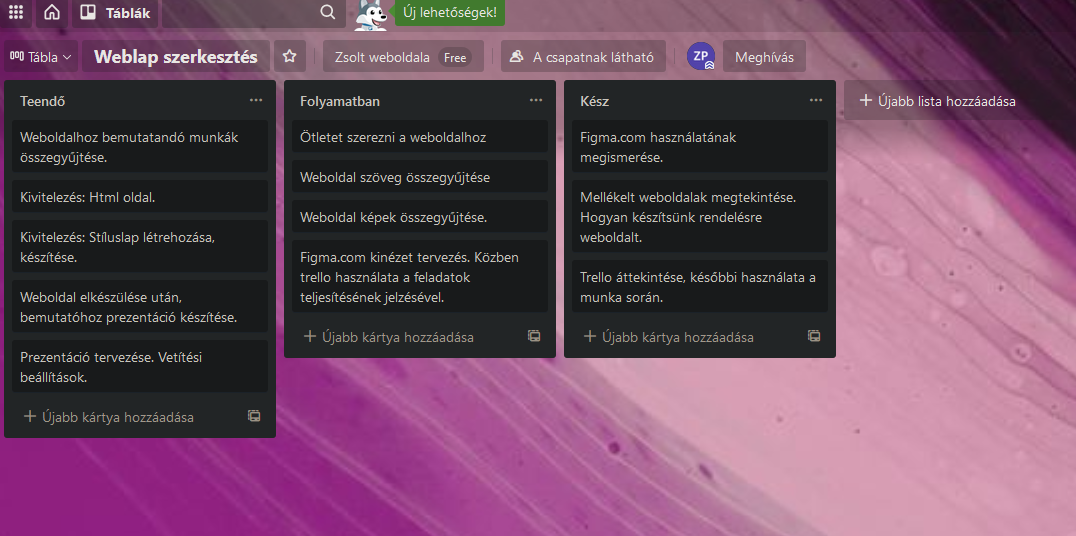 Táblák
Új lehetőségek!
Tábla
Weblap szerkesztés
Zsolt weboldala Free
A csapatnak látható
ZP
Meghívás
Teendő
Weboldalhoz bemutatandó munkák
összegyűjtése.
Kivitelezés: Html oldal.
Kivitelezés: Stíluslap létrehozása,
készítése.
Weboldal elkészülése után,
bemutatóhoz prezentáció készítése.
Prezentáció tervezése. Vetítési
beállítások.
Újabb kártya hozzáadása
Folyamatban
Ötletet szerezni a weboldalhoz
Weboldal szöveg összegyűjtése
Weboldal képek összegyűjtése.
Figma.com kinézet tervezés. Közben
trello használata a feladatok
teljesítésének jelzésével.
Újabb kártya hozzáadása
Kész
Figma.com használatának
megismerése.
Mellékelt weboldalak megtekintése.
Hogyan készítsünk rendelésre
weboldalt.
Trello áttekintése, későbbi használata a
munka során.
Újabb kártya hozzáadása
Újabb lista hozzáadása